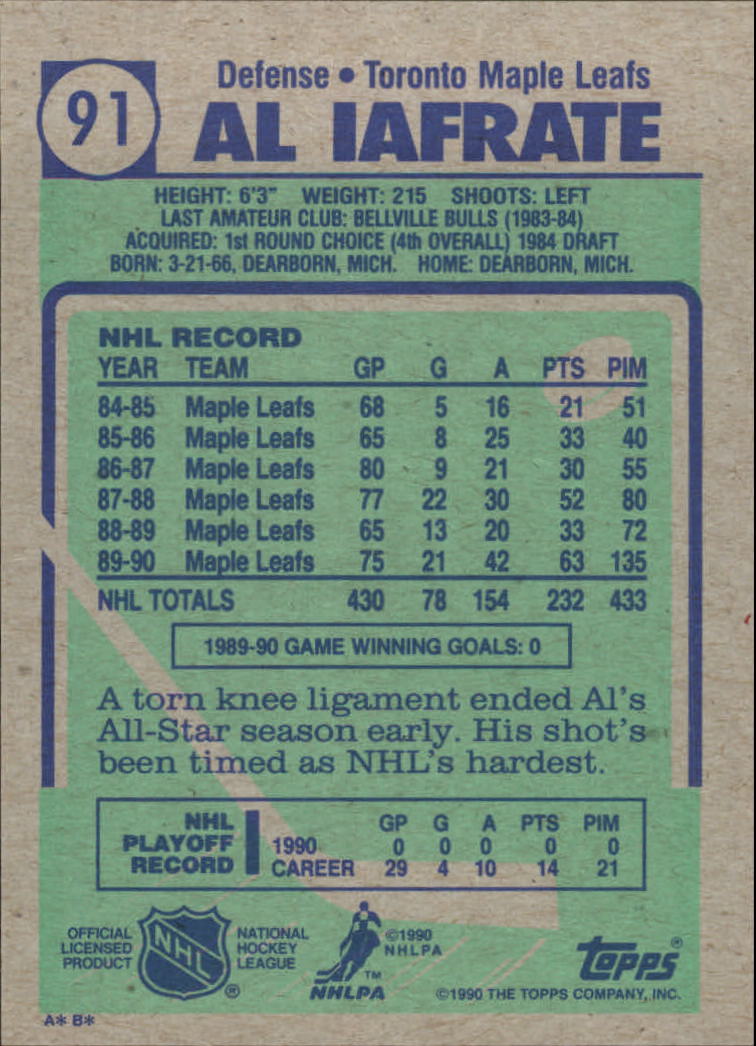 91
Defense • Toronto Maple Leafs
AL IAFRATE
HEIGHT: 6'3" WEIGHT: 215 SHOOTS: LEFT
LAST AMATEUR CLUB: BELLVILLE BULLS (1983-84)
ACQUIRED: 1st ROUND CHOICE (4th OVERALL) 1984 DRAFT
BORN: 3-21-66, DEARBORN, MICH. HOME: DEARBORN, MICH.
NHL RECORD
YEAR TEAM GP G A PTS PIM
84-85 Maple Leafs 68 5 16 21 51
85-86 Maple Leafs 65 8 25 33 40
86-87 Maple Leafs 80 9 21 30 55
87-88 Maple Leafs 77 22 30 52 80
88-89 Maple Leafs 65 13 20 33 72
89-90 Maple Leafs 75 21 42 63 135
NHL TOTALS 430 78 154 232 433
1989-90 GAME WINNING GOALS: 0
A torn knee ligament ended Al's
All-Star season early. His shot's
been timed as NHL's hardest.
NHL PLAYOFF RECORD
GP G A PTS PIM
1990 0 0 0 0 0
CAREER 29 4 10 14 21
OFFICIAL
LICENSED
PRODUCT
NHL
®
NATIONAL
HOCKEY
LEAGUE
©1990
NHLPA
TM
NHLPA
Topps®
©1990 THE TOPPS COMPANY, INC.
A* B*